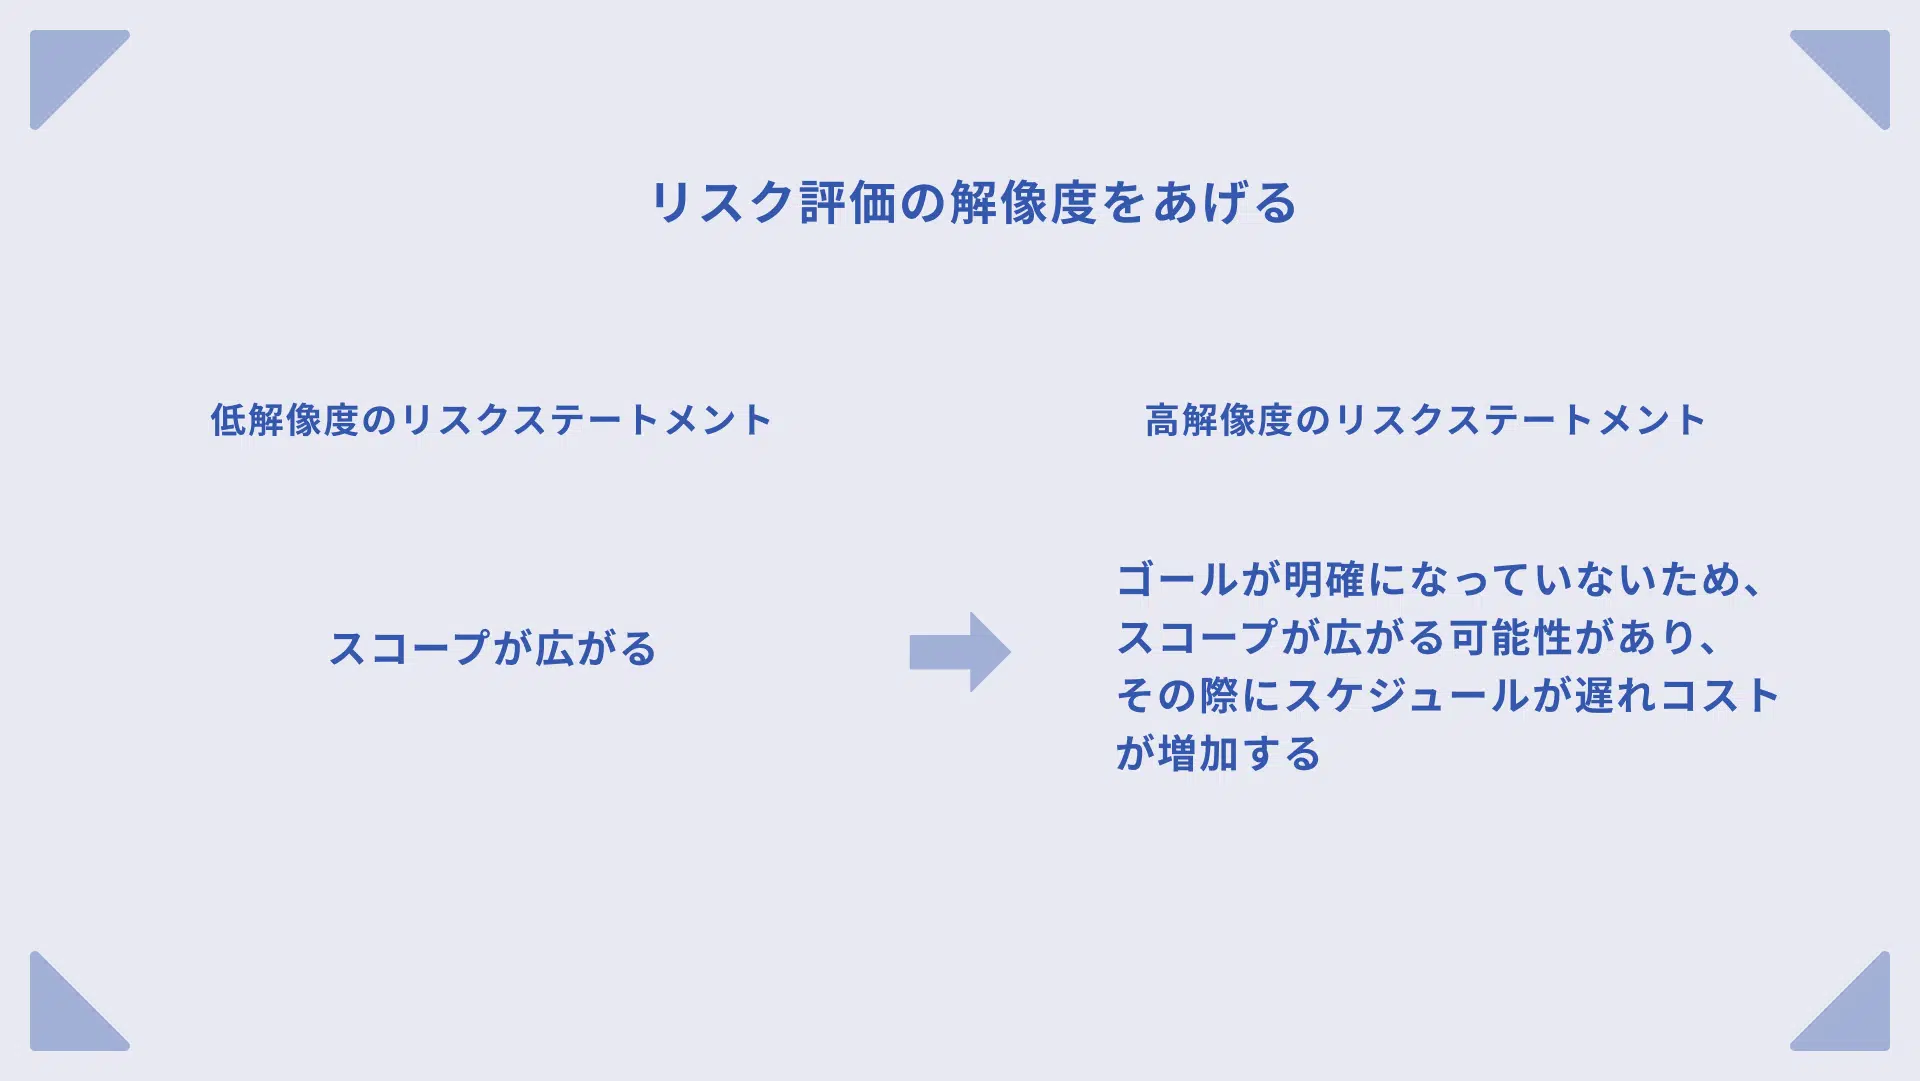 リスク評価の解像度をあげる
低解像度のリスクステートメント
スコープが広がる
高解像度のリスクステートメント
ゴールが明確になっていないため、
スコープが広がる可能性があり、
その際にスケジュールが遅れコスト
が増加する